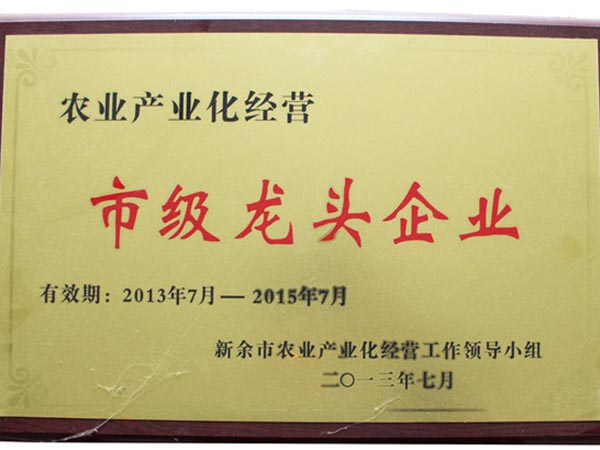 农业产业化经营
市级龙头企业
有效期：2013年7月—2015年7月
新余市农业产业化经营工作领导小组
二〇一三年七月